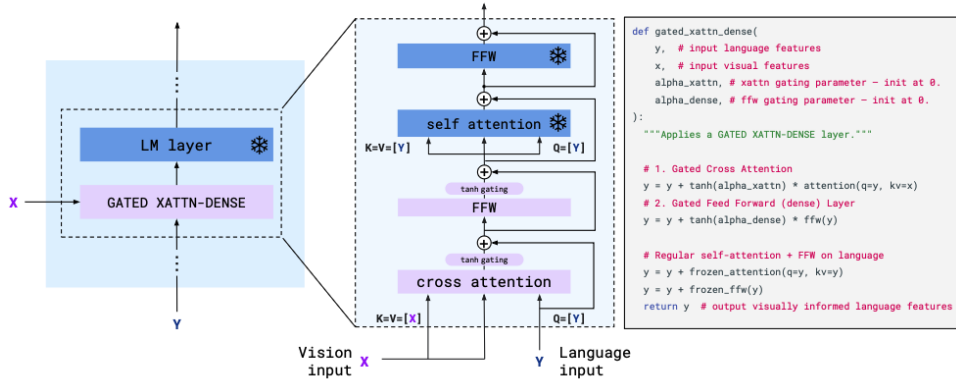 LM layer
X
GATED XATTN-DENSE
Y
FFW
self attention
K=V=[Y]
Q=[Y]
tanh gating
FFW
tanh gating
cross attention
K=V=[X]
Q=[Y]
Vision
input
X
Y
Language
input
def gated_xattn_dense(
y, # input language features
x, # input visual features
alpha_xattn, # xattn gating parameter – init at 0.
alpha_dense, # ffw gating parameter – init at 0.
):
"""Applies a GATED XATTN-DENSE layer."""
# 1. Gated Cross Attention
y = y + tanh(alpha_xattn) * attention(q=y, kv=x)
# 2. Gated Feed Forward (dense) Layer
y = y + tanh(alpha_dense) * ffw(y)
# Regular self-attention + FFW on language
y = y + frozen_attention(q=y, kv=y)
y = y + frozen_ffw(y)
return y # output visually informed language features